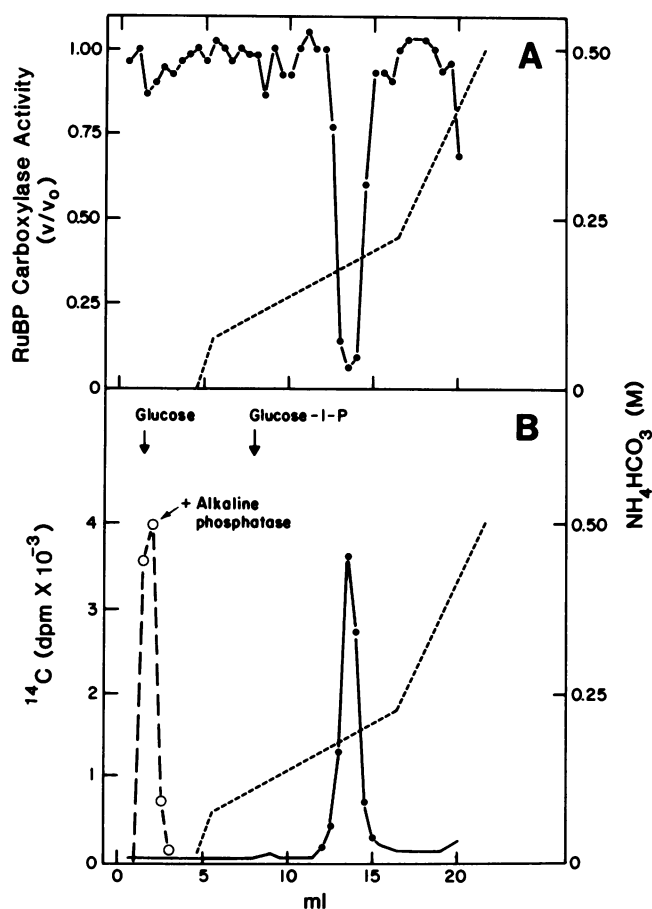 A
RuBP Carboxylase Activity
(v/v₀)
1.00
0.75
0.50
0.25
0
0.50
0.25
0
NH₄HCO₃ (M)
B
Glucose
Glucose-1-P
+ Alkaline
phosphatase
¹⁴C (dpm X 10⁻³)
4
3
2
1
0
0.50
0.25
0
0 5 10 15 20
ml